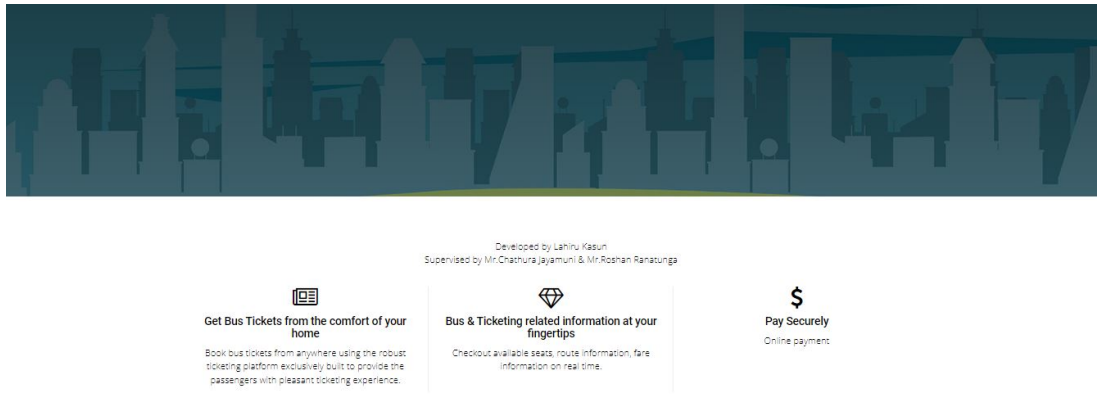 Developed by Lahiru Kasun
Supervised by Mr.Chathura Jayamuni & Mr.Roshan Ranatunga
Get Bus Tickets from the comfort of your
home
Book bus tickets from anywhere using the robust
ticketing platform exclusively built to provide the
passengers with pleasant ticketing experience.
Bus & Ticketing related information at your
fingertips
Checkout available seats, route information, fare
information on real time.
Pay Securely
Online payment